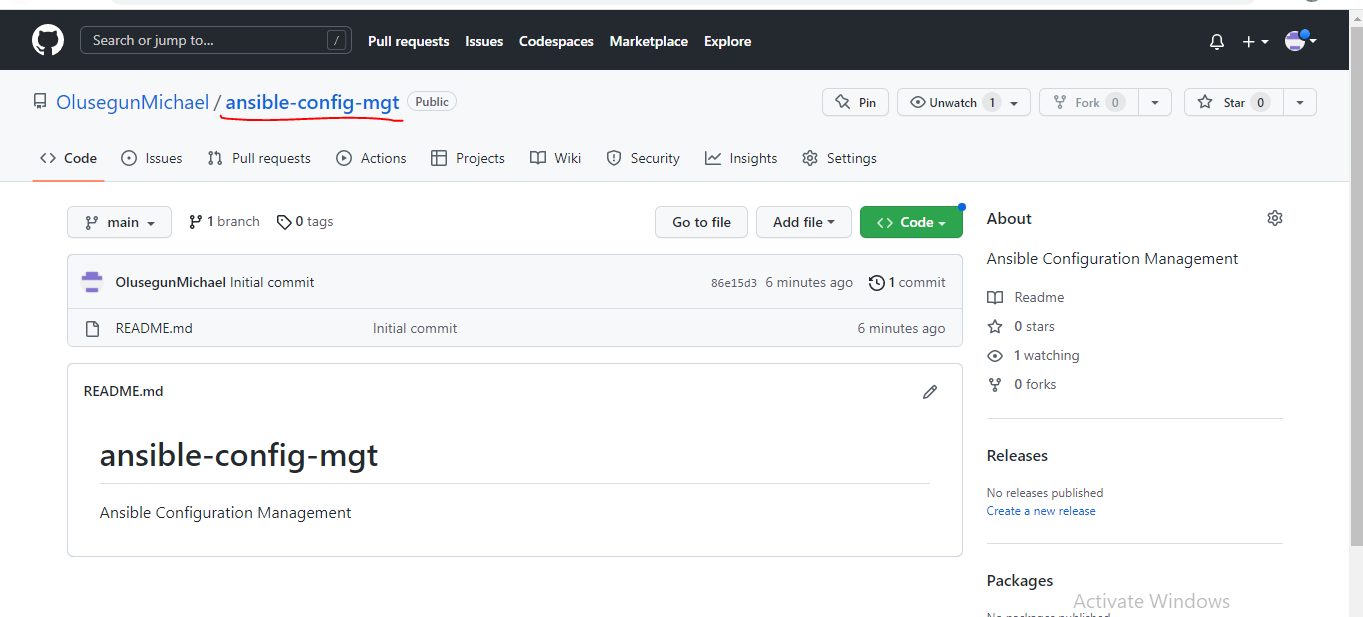 Search or jump to... /
Pull requests Issues Codespaces Marketplace Explore
OlusegunMichael / ansible-config-mgt Public
Pin Unwatch 1 Fork 0 Star 0
Code Issues Pull requests Actions Projects Wiki Security Insights Settings
main 1 branch 0 tags Go to file Add file Code
OlusegunMichael Initial commit 86e15d3 6 minutes ago 1 commit
README.md Initial commit 6 minutes ago
README.md
ansible-config-mgt
Ansible Configuration Management
About
Ansible Configuration Management
Readme
0 stars
1 watching
0 forks
Releases
No releases published
Create a new release
Packages
No packages published
Activate Windows